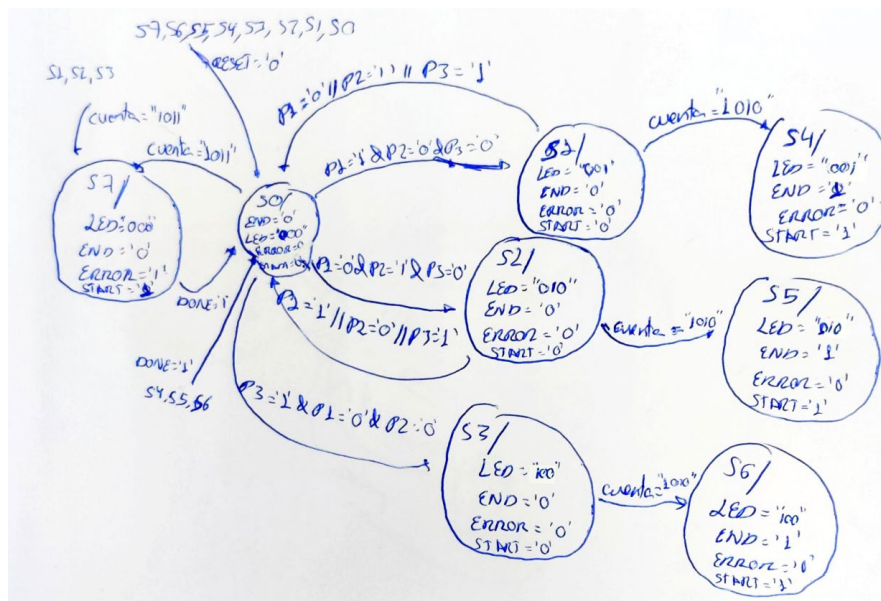 S7,S6,S5,S4,S3,S2,S1,S0
RESET='0'
S1,S2,S3
cuenta="1011"
cuenta="1011"
P1='0'//P2='1'//P3='1'
P1='1'&P2='0'&P3='0'
cuenta="1010"
S7/
LED="000
END='0'
ERROR='1'
START='1'
S0/
END='0'
LED="000"
ERROR=0
S1/
LED="001
END='0'
ERROR='0'
START='0'
S4/
LED="001
END='1'
ERROR='0'
START='1'
DONE='1'
P1='0'&P2='1'&P3='0'
P1='1'//P2='0'//P3='1'
S2/
LED="010"
END='0'
ERROR='0'
START='0'
cuenta="1010"
S5/
LED="010"
END='1'
ERROR='0'
START='1'
DONE='1'
S4,S5,S6
P3='1'&P1='0'&P2='0'
S3/
LED="100"
END='0'
ERROR='0'
START='0'
cuenta="1010"
S6/
LED="100"
END='1'
ERROR='0'
START='1'